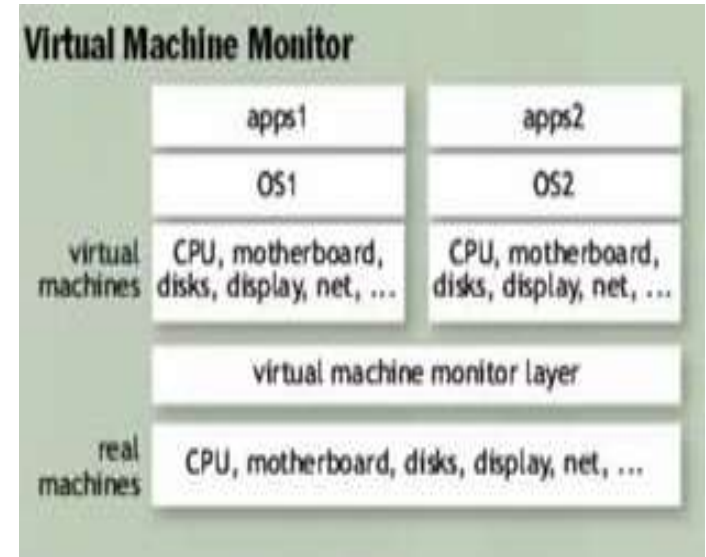 Virtual Machine Monitor
apps1
apps2
OS1
OS2
virtual
machines
CPU, motherboard,
disks, display, net, ...
CPU, motherboard,
disks, display, net, ...
virtual machine monitor layer
real
machines
CPU, motherboard, disks, display, net, ...